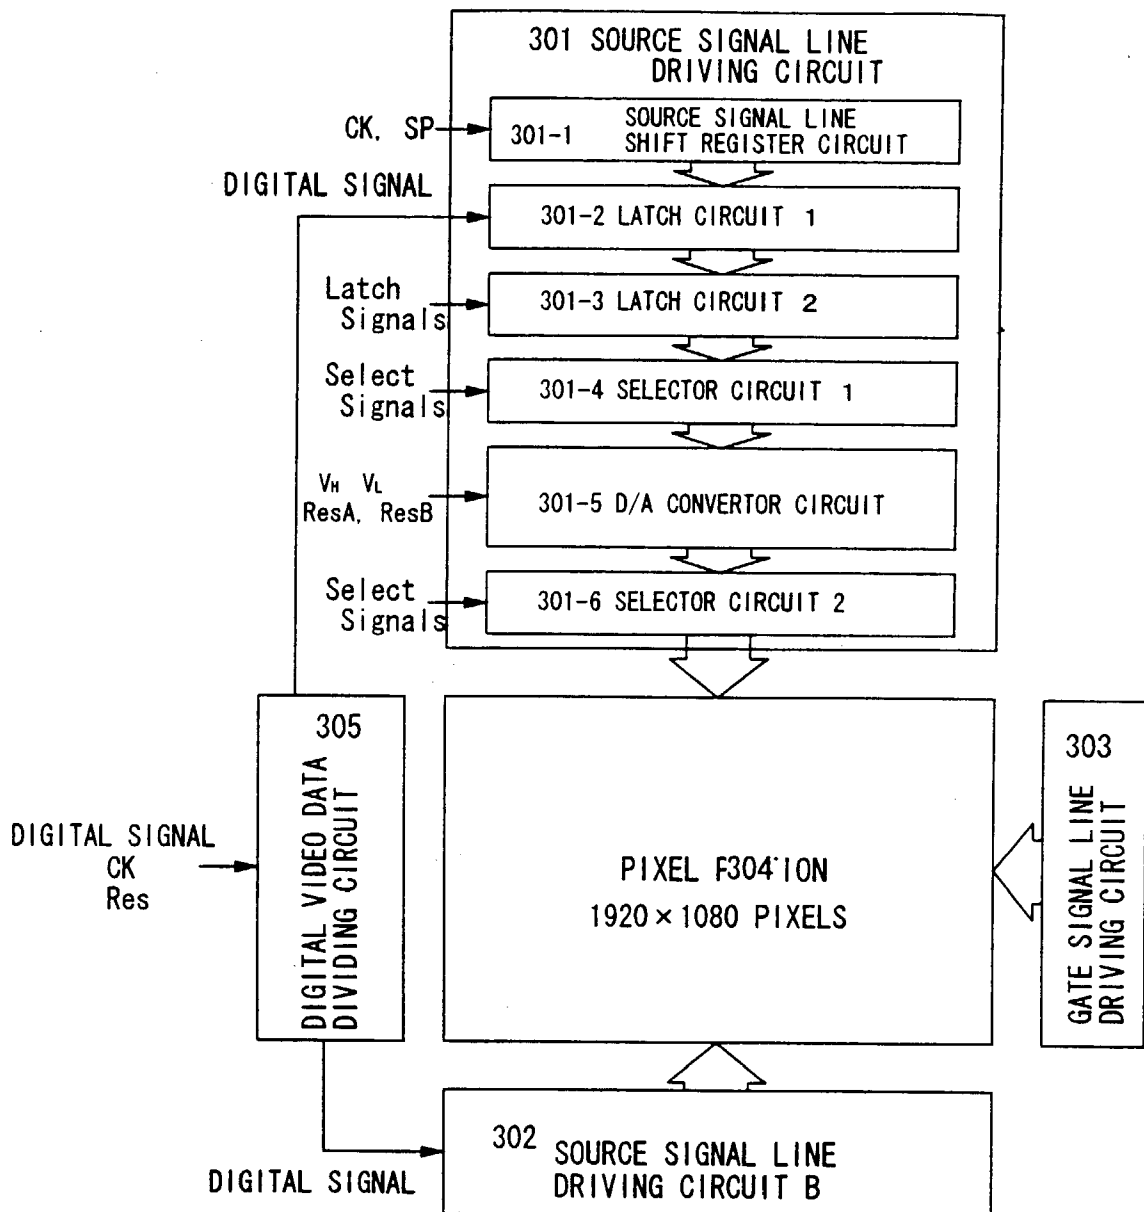 301 SOURCE SIGNAL LINE
DRIVING CIRCUIT
CK, SP
301-1
SOURCE SIGNAL LINE
SHIFT REGISTER CIRCUIT
DIGITAL SIGNAL
301-2 LATCH CIRCUIT 1
Latch
Signals
301-3 LATCH CIRCUIT 2
Select
Signals
301-4 SELECTOR CIRCUIT 1
VH VL
ResA, ResB
301-5 D/A CONVERTOR CIRCUIT
Select
Signals
301-6 SELECTOR CIRCUIT 2
305
DIGITAL VIDEO DATA
DIVIDING CIRCUIT
DIGITAL SIGNAL
CK
Res
PIXEL 304 ION
1920×1080 PIXELS
303
GATE SIGNAL LINE
DRIVING CIRCUIT
302
SOURCE SIGNAL LINE
DRIVING CIRCUIT B
DIGITAL SIGNAL